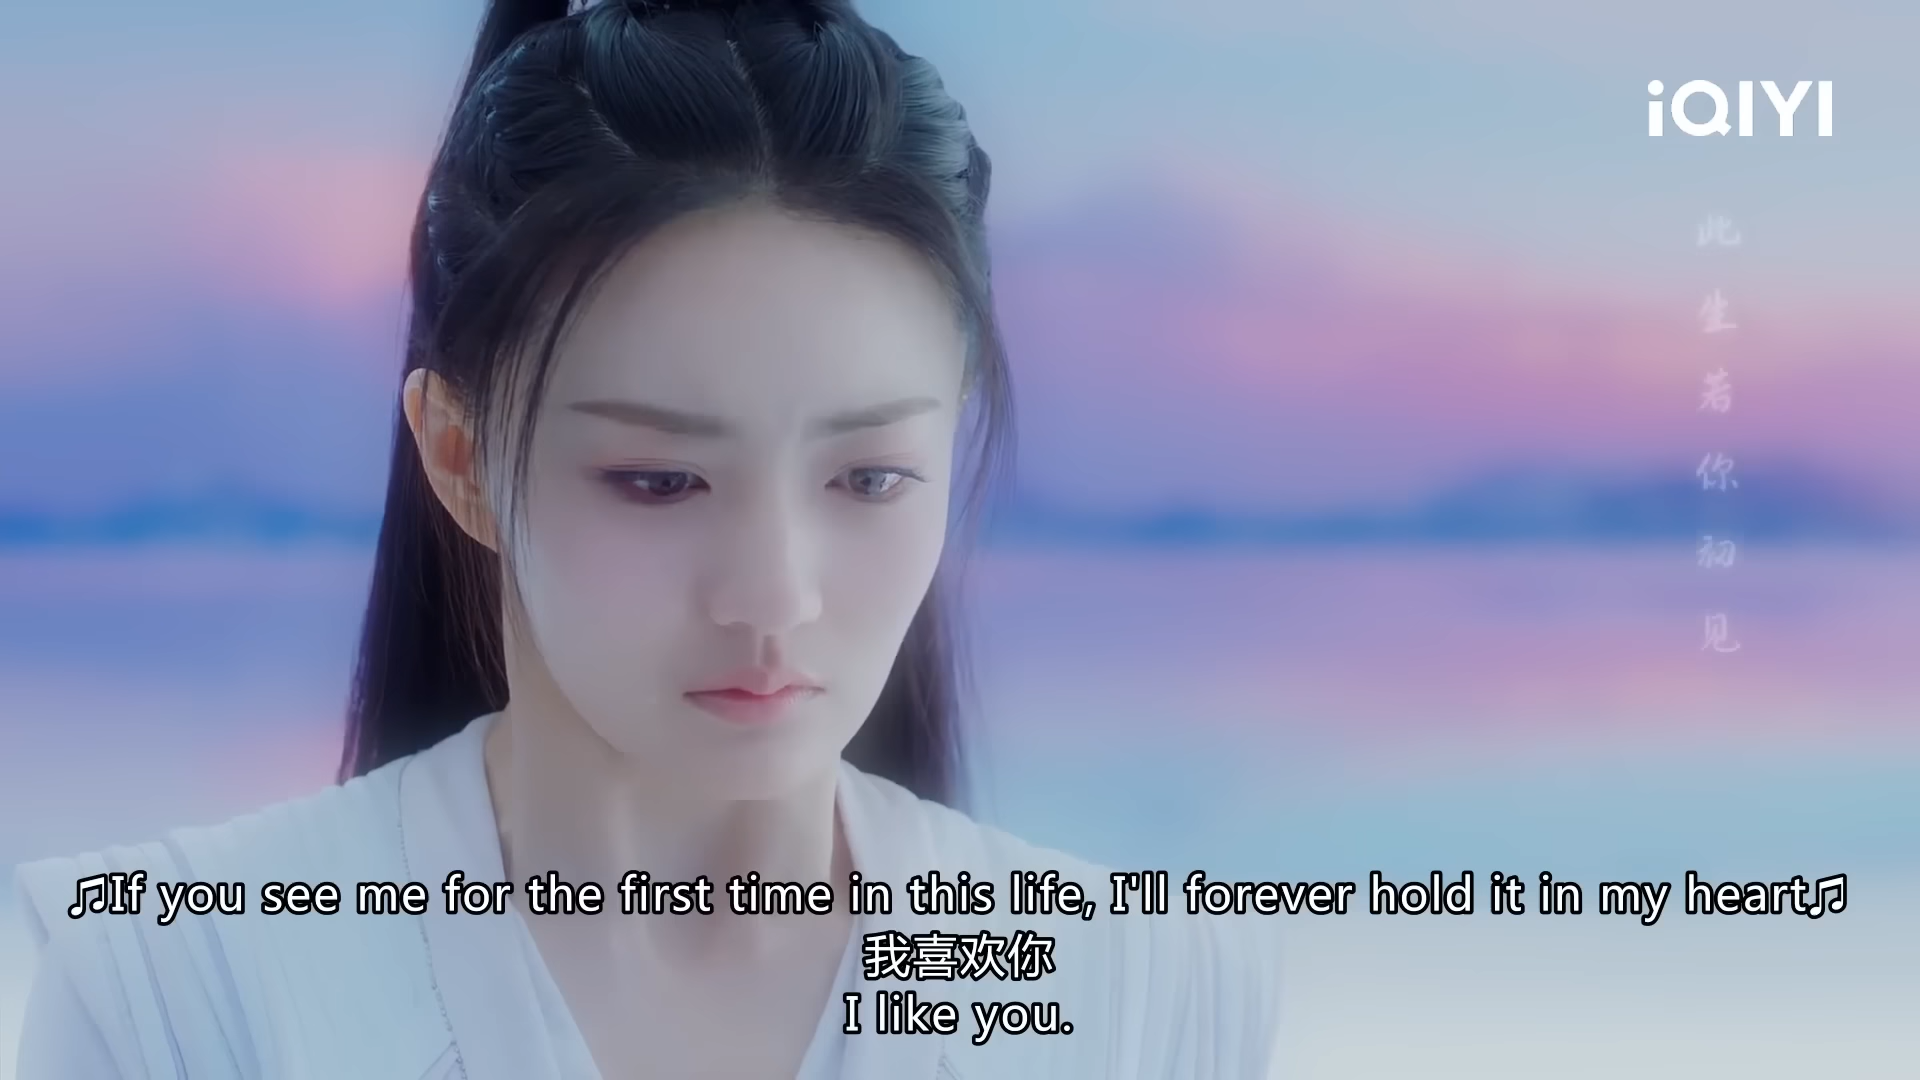 iQIYI
此生若你初见
♫If you see me for the first time in this life, I'll forever hold it in my heart♫
我喜欢你
I like you.